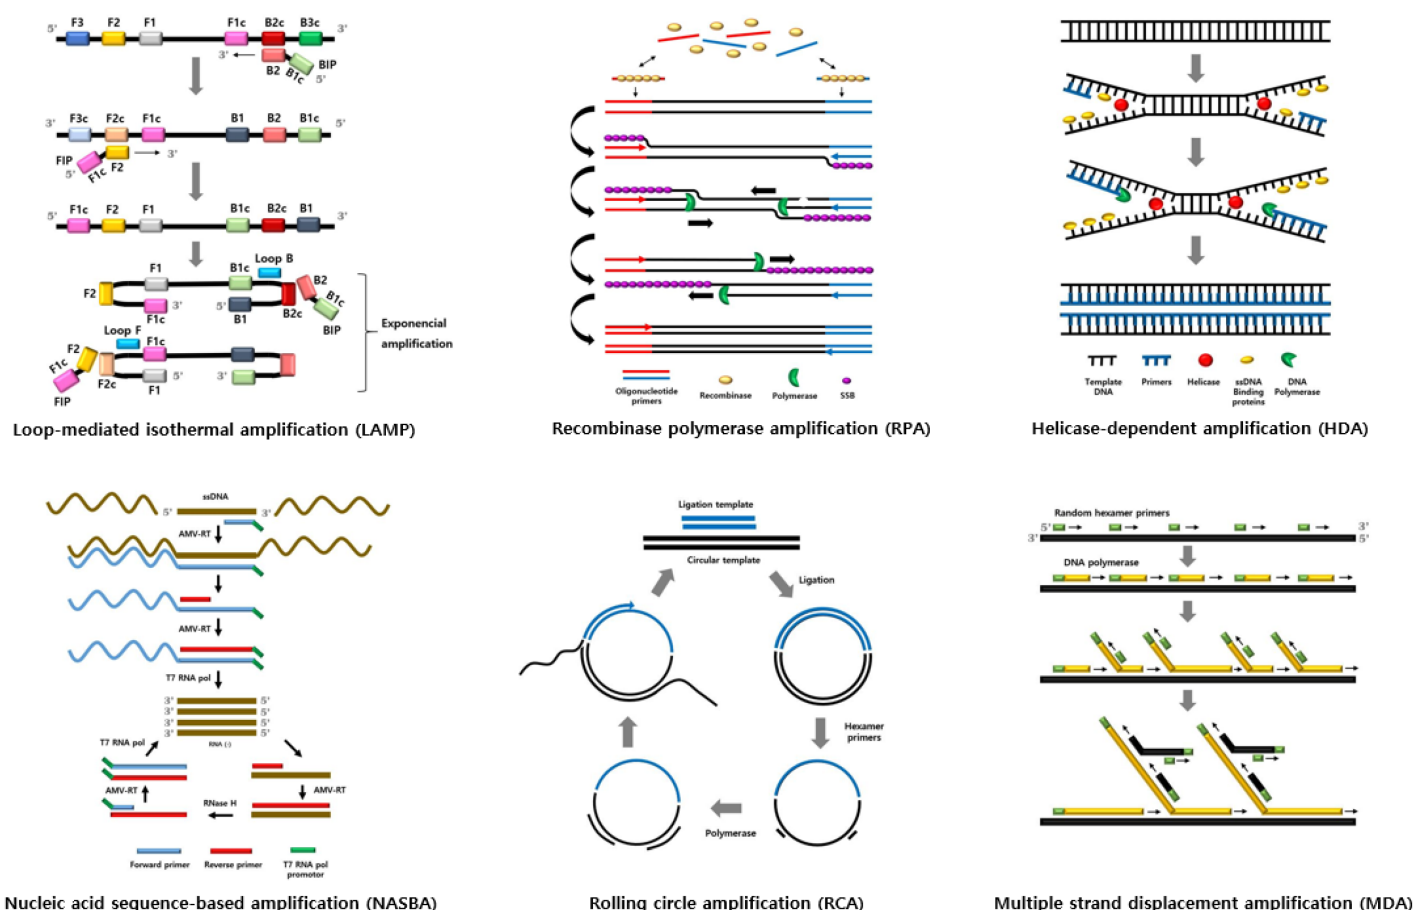 F3 F2 F1 F1c B2c B3c
5' 3'
3'
B2 B1c BIP
5'
F3c F2c F1c B1 B2 B1c
3' 5'
FIP F1c F2 3'
5'
F1c F2 F1 B1c B2c B1
5' 3'
Loop B
F1 B1c B2
F2 B1c
3' 5' B2c BIP
F1c B1
Loop F
F2 F1c
F1c
F2c 5' 3'
FIP F1
Exponencial
amplification
Loop-mediated isothermal amplification (LAMP)
Oligonucleotide
primers
Recombinase
Polymerase
SSB
Recombinase polymerase amplification (RPA)
Template
DNA
Primers
Helicase
ssDNA
Binding
proteins
DNA
Polymerase
Helicase-dependent amplification (HDA)
ssDNA
5' 3'
AMV-RT
AMV-RT
T7 RNA pol
3' 5'
3' 5'
3' 5'
3' 5'
RNA (-)
T7 RNA pol
AMV-RT
AMV-RT
RNase H
Forward primer
Reverse primer
T7 RNA pol
promotor
Nucleic acid sequence-based amplification (NASBA)
Ligation template
Circular template
Ligation
Hexamer
primers
Polymerase
Rolling circle amplification (RCA)
Random hexamer primers
5' 3'
3' 5'
DNA polymerase
Multiple strand displacement amplification (MDA)